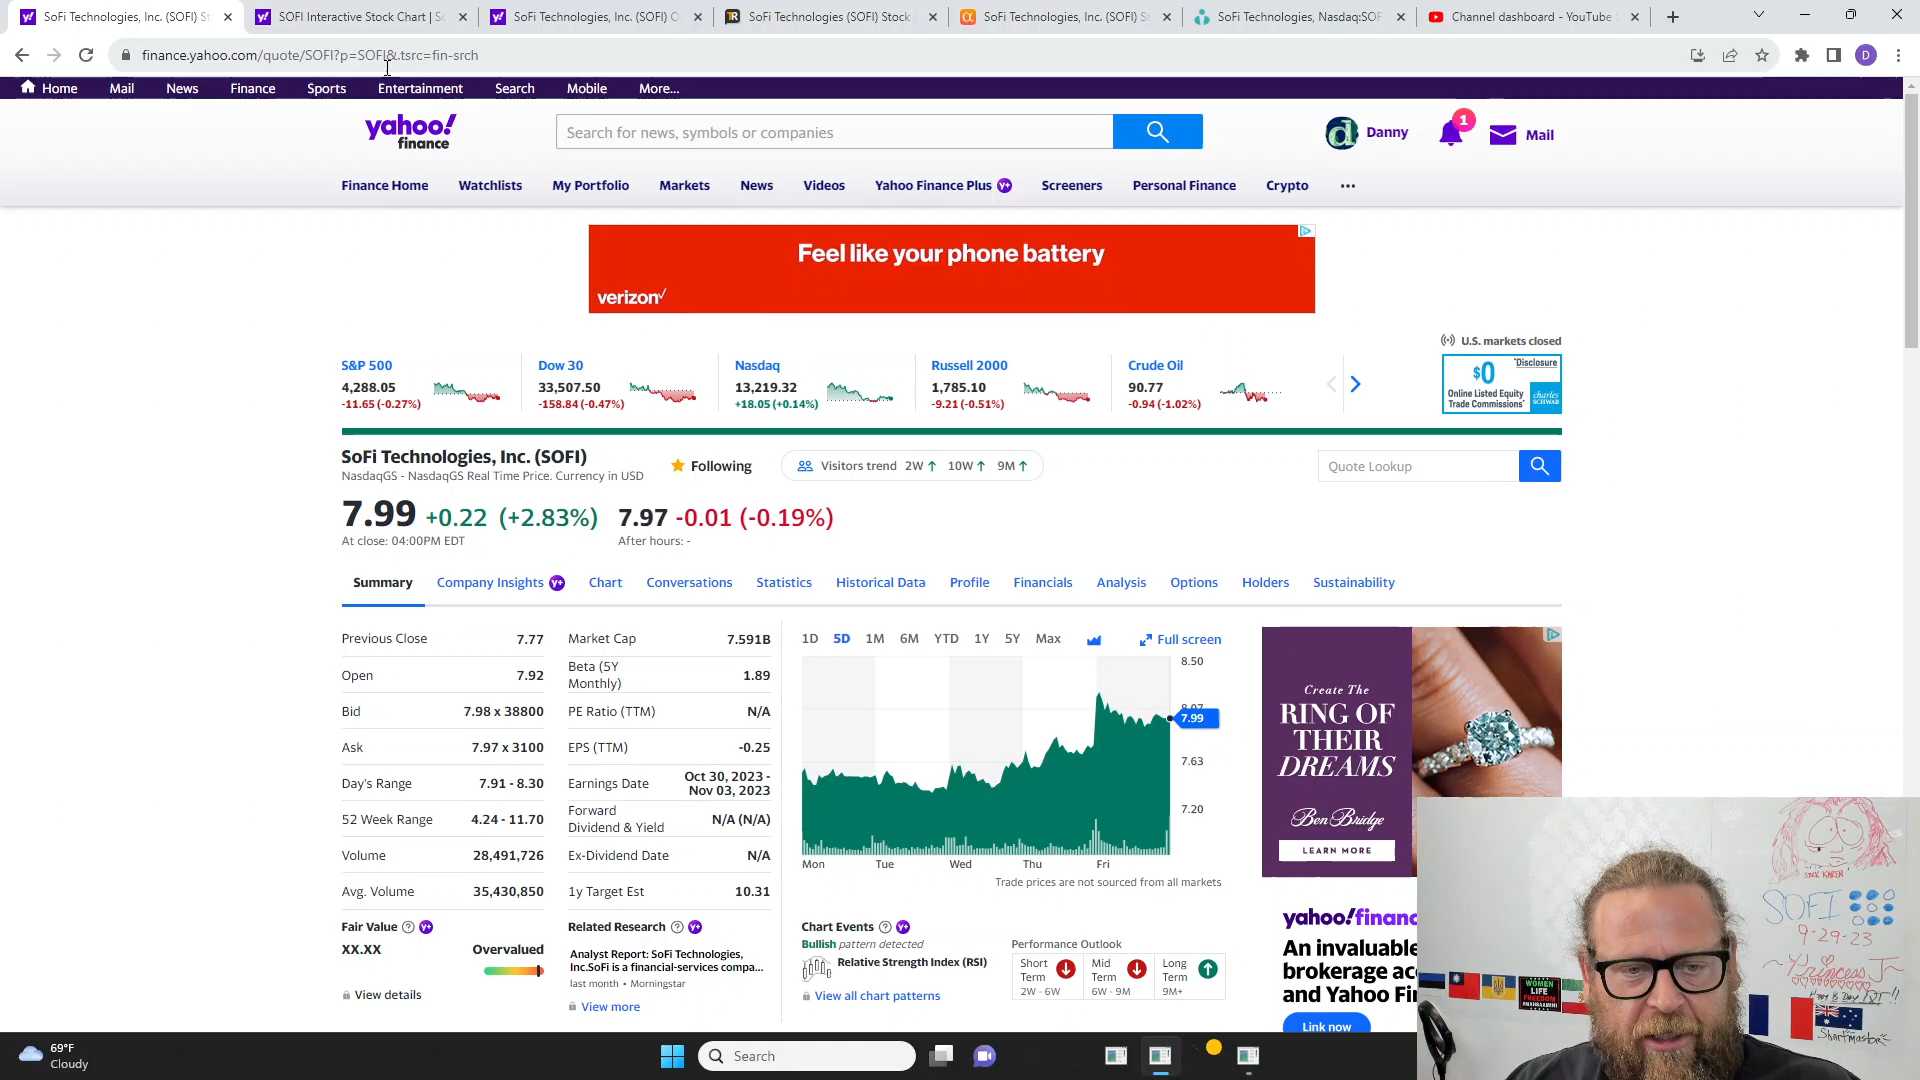 SoFi Technologies, Inc. (SOFI) St
SOFI Interactive Stock Chart | So
SoFi Technologies, Inc. (SOFI) O
SoFi Technologies (SOFI) Stock
SoFi Technologies, Inc. (SOFI) St
SoFi Technologies, Nasdaq:SOF
Channel dashboard - YouTube
finance.yahoo.com/quote/SOFI?p=SOFI&.tsrc=fin-srch
D
Home Mail News Finance Sports Entertainment Search Mobile More...
yahoo!
finance
Search for news, symbols or companies
Danny
1
Mail
Finance Home Watchlists My Portfolio Markets News Videos Yahoo Finance Plus Y+ Screeners Personal Finance Crypto ...
Feel like your phone battery
verizon✓
U.S. markets closed
S&P 500
4,288.05
-11.65 (-0.27%)
Dow 30
33,507.50
-158.84 (-0.47%)
Nasdaq
13,219.32
+18.05 (+0.14%)
Russell 2000
1,785.10
-9.21 (-0.51%)
Crude Oil
90.77
-0.94 (-1.02%)
*Disclosure
$0
Online Listed Equity
Trade Commissions*
charles
SCHWAB
SoFi Technologies, Inc. (SOFI)
NasdaqGS - NasdaqGS Real Time Price. Currency in USD
Following
Visitors trend 2W ↑ 10W ↑ 9M ↑
Quote Lookup
7.99 +0.22 (+2.83%)
At close: 04:00PM EDT
7.97 -0.01 (-0.19%)
After hours: -
Summary Company Insights Y+ Chart Conversations Statistics Historical Data Profile Financials Analysis Options Holders Sustainability
Previous Close 7.77
Open 7.92
Bid 7.98 x 38800
Ask 7.97 x 3100
Day's Range 7.91 - 8.30
52 Week Range 4.24 - 11.70
Volume 28,491,726
Avg. Volume 35,430,850
Market Cap 7.591B
Beta (5Y
Monthly) 1.89
PE Ratio (TTM) N/A
EPS (TTM) -0.25
Earnings Date Oct 30, 2023 -
Nov 03, 2023
Forward
Dividend & Yield N/A (N/A)
Ex-Dividend Date N/A
1y Target Est 10.31
1D 5D 1M 6M YTD 1Y 5Y Max
Full screen
8.50
7.99
7.63
7.20
Mon Tue Wed Thu Fri
Trade prices are not sourced from all markets
Create The
RING OF
THEIR
DREAMS
Ben Bridge
LEARN MORE
Fair Value
XX.XX Overvalued
View details
Related Research
Analyst Report: SoFi Technologies,
Inc.SoFi is a financial-services compa...
last month • Morningstar
View more
Chart Events
Bullish pattern detected
Relative Strength Index (RSI)
View all chart patterns
Performance Outlook
Short
Term
2W - 6W
Mid
Term
6W - 9M
Long
Term
9M+
yahoo!financ
An invaluable
brokerage ac
and Yahoo Fi
Link now
SOFI
9-29-23
~Princess J~
WOMEN
LIFE
FREEDOM
69°F
Cloudy
Search